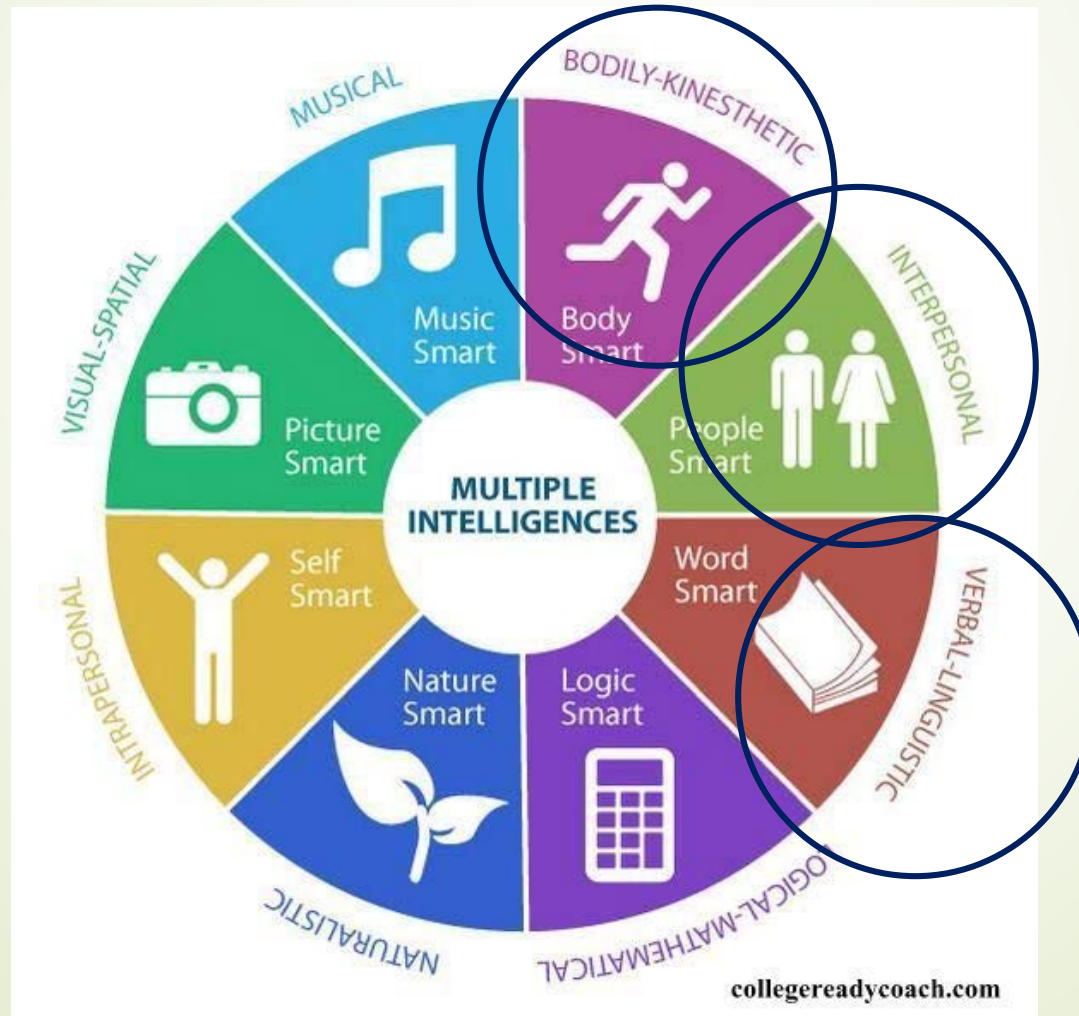 MUSICAL
BODILY-KINESTHETIC
VISUAL-SPATIAL
INTERPERSONAL
Music
Smart
Body
Smart
Picture
Smart
People
Smart
MULTIPLE
INTELLIGENCES
Self
Smart
Word
Smart
INTRAPERSONAL
VERBAL-LINGUISTIC
Nature
Smart
Logic
Smart
NATURALISTIC
LOGICAL-MATHEMATICAL
collegereadycoach.com